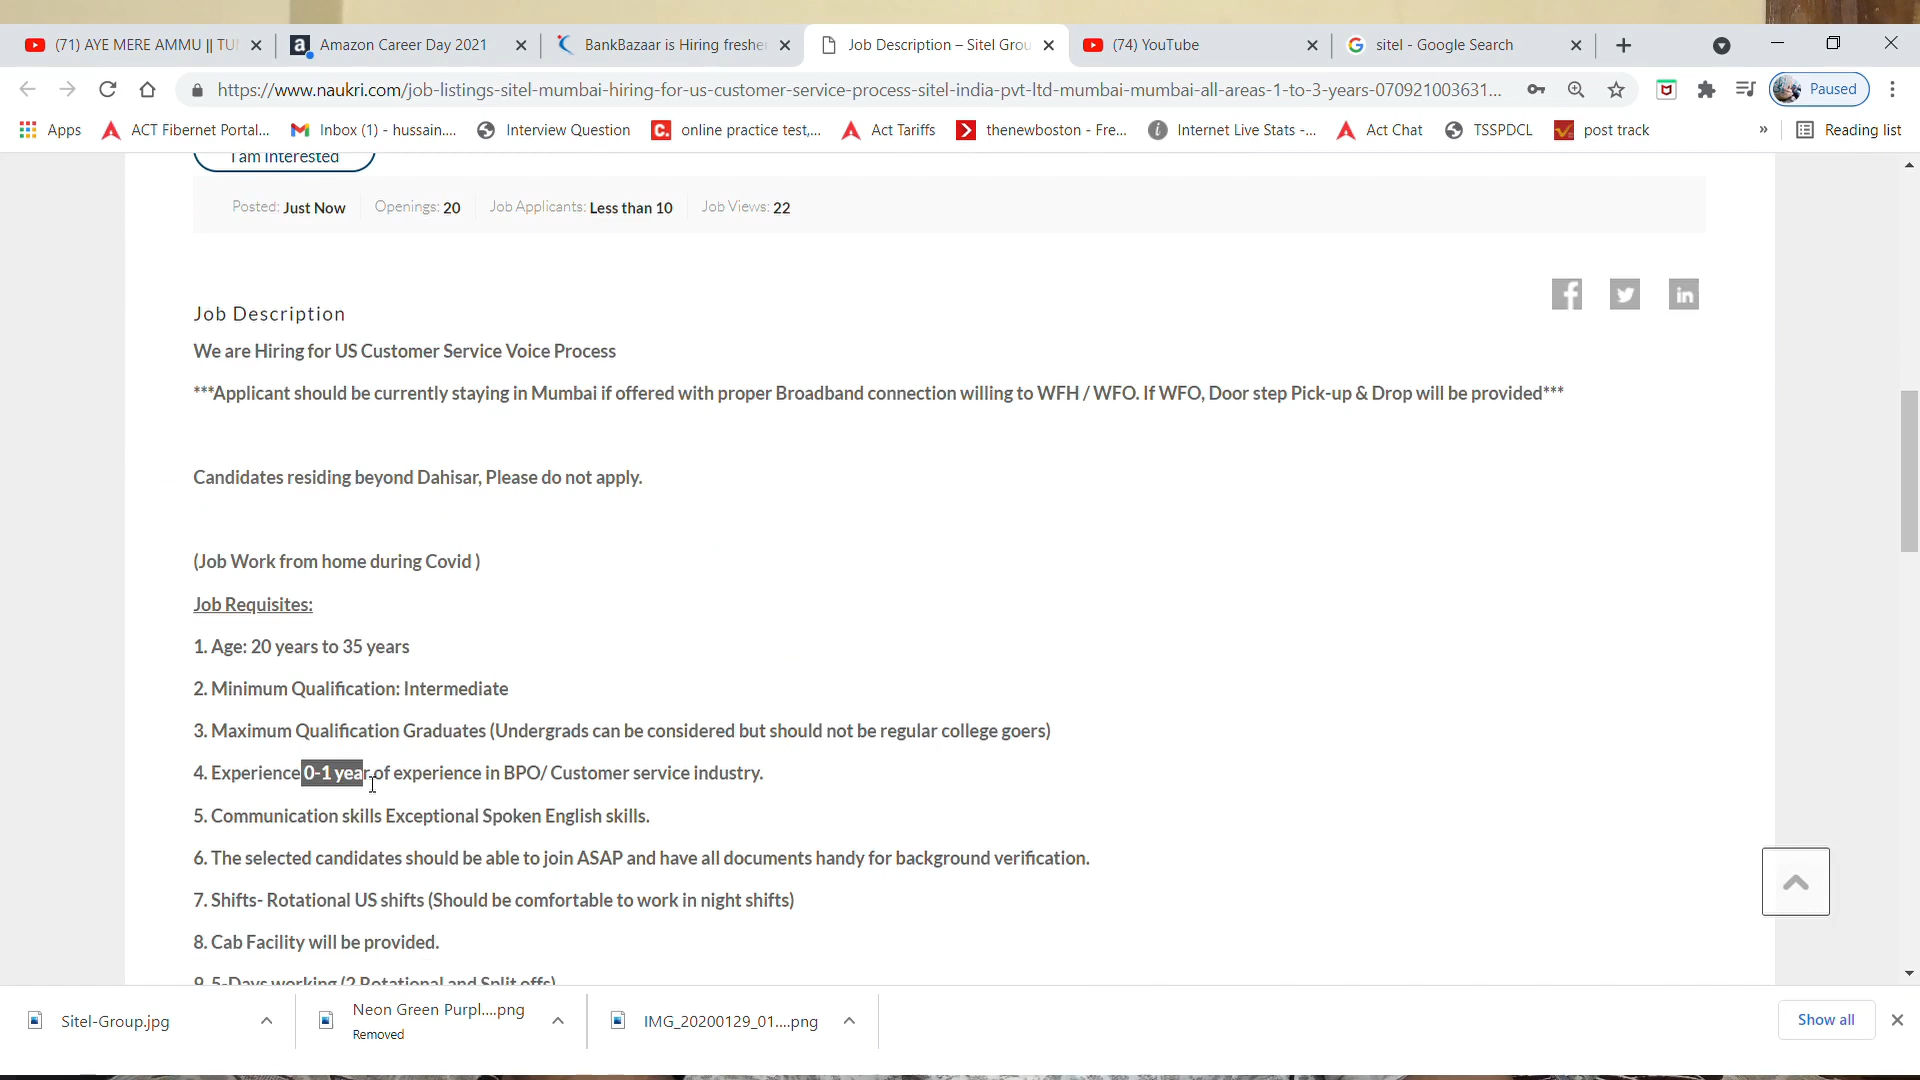 (71) AYE MERE AMMU || TU
Amazon Career Day 2021
BankBazaar is Hiring freshe
Job Description – Sitel Grou
(74) YouTube
sitel - Google Search
https://www.naukri.com/job-listings-sitel-mumbai-hiring-for-us-customer-service-process-sitel-india-pvt-ltd-mumbai-mumbai-all-areas-1-to-3-years-070921003631...
Paused
Apps
ACT Fibernet Portal...
Inbox (1) - hussain....
Interview Question
online practice test,...
Act Tariffs
thenewboston - Fre...
Internet Live Stats -...
Act Chat
TSSPDCL
post track
»
Reading list
I am Interested
Posted: Just Now
Openings: 20
Job Applicants: Less than 10
Job Views: 22
Job Description
We are Hiring for US Customer Service Voice Process
***Applicant should be currently staying in Mumbai if offered with proper Broadband connection willing to WFH / WFO. If WFO, Door step Pick-up & Drop will be provided***
Candidates residing beyond Dahisar, Please do not apply.
(Job Work from home during Covid )
Job Requisites:
1. Age: 20 years to 35 years
2. Minimum Qualification: Intermediate
3. Maximum Qualification Graduates (Undergrads can be considered but should not be regular college goers)
4. Experience 0-1 year of experience in BPO/ Customer service industry.
5. Communication skills Exceptional Spoken English skills.
6. The selected candidates should be able to join ASAP and have all documents handy for background verification.
7. Shifts- Rotational US shifts (Should be comfortable to work in night shifts)
8. Cab Facility will be provided.
9. 5-Days working (2 Rotational and Split offs)
Sitel-Group.jpg
Neon Green Purpl....png
Removed
IMG_20200129_01....png
Show all